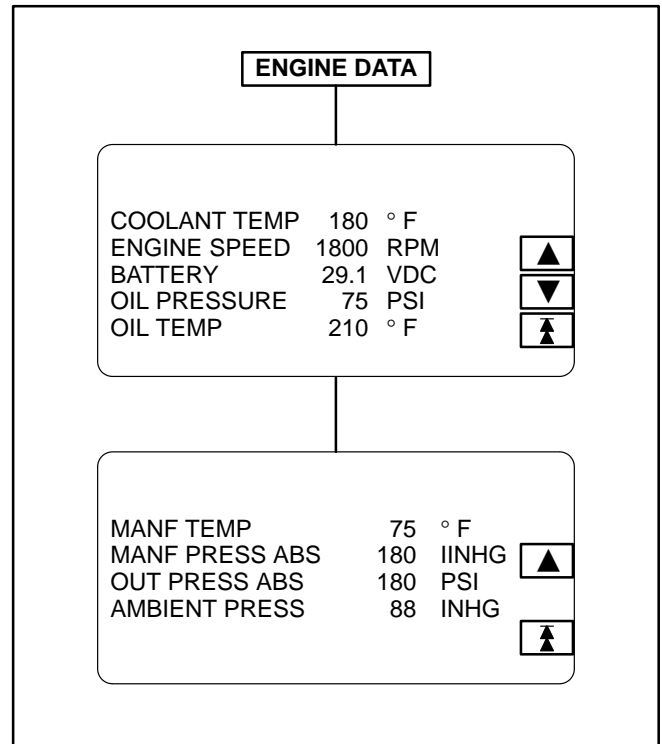 ENGINE DATA
COOLANT TEMP 180 ° F
ENGINE SPEED 1800 RPM
BATTERY 29.1 VDC
OIL PRESSURE 75 PSI
OIL TEMP 210 ° F
MANF TEMP 75 ° F
MANF PRESS ABS 180 IINHG
OUT PRESS ABS 180 PSI
AMBIENT PRESS 88 INHG